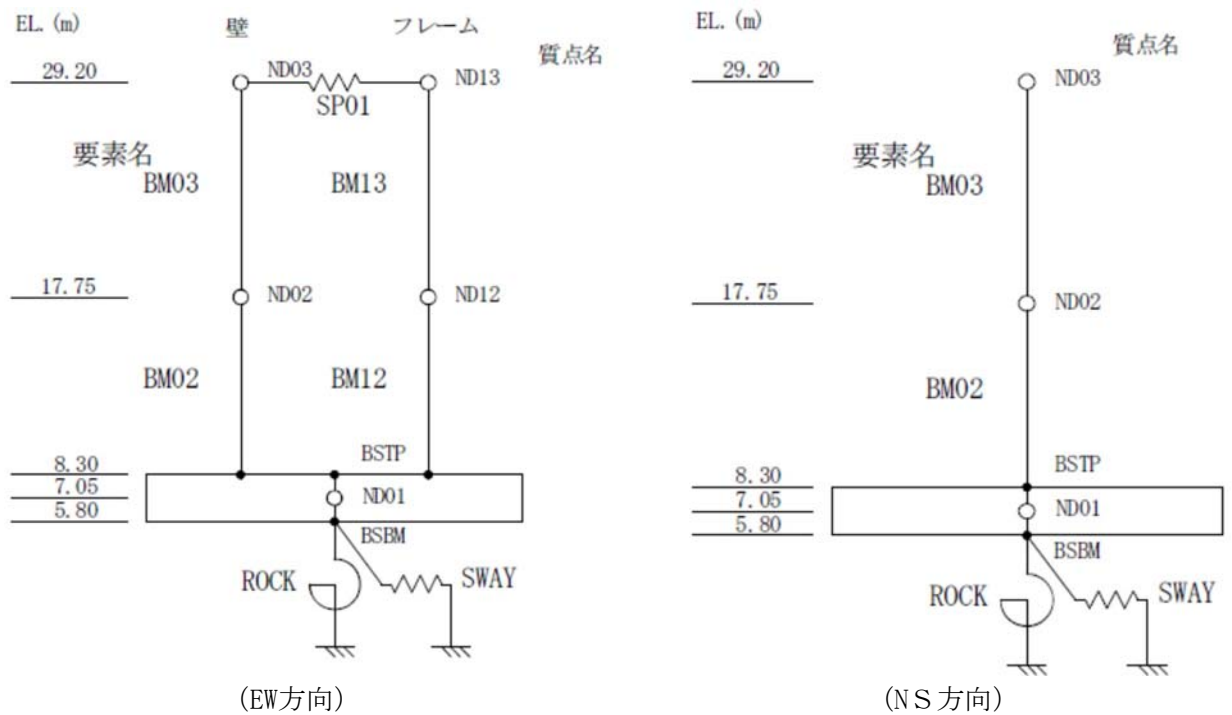 EL. (m)
壁
フレーム
質点名
29.20
ND03
ND13
SP01
要素名
BM03
BM13
17.75
ND02
ND12
BM02
BM12
8.30
BSTP
7.05
ND01
5.80
BSBM
ROCK
SWAY
(EW方向)
EL. (m)
質点名
29.20
ND03
要素名
BM03
17.75
ND02
BM02
8.30
BSTP
7.05
ND01
5.80
BSBM
ROCK
SWAY
(NS方向)